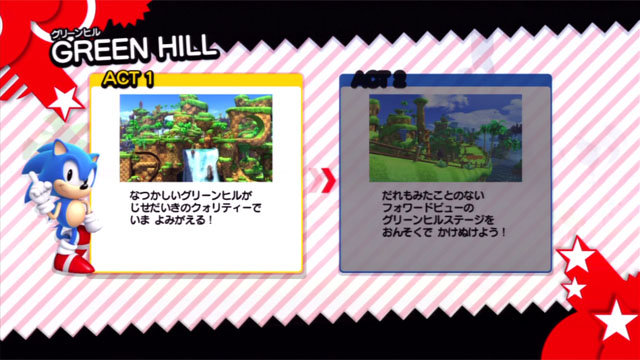 グリーンヒル
GREEN HILL
ACT 1
なつかしいグリーンヒルが
じせだいきのクォリティーで
いま よみがえる!
ACT 2
だれもみたことのない
フォワードビューの
グリーンヒルステージを
おんそくで かけぬけよう!